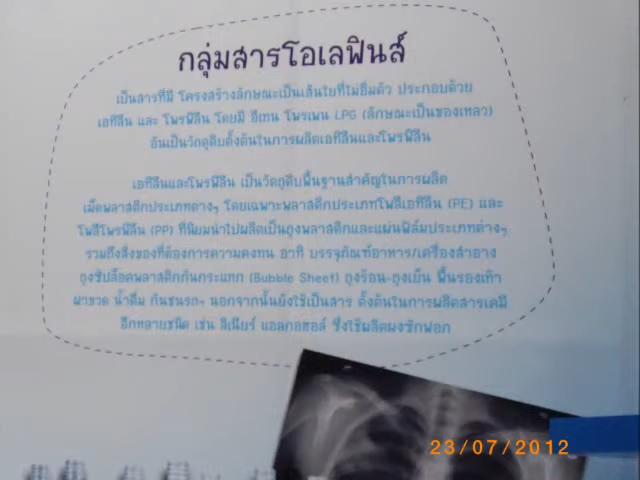 กลุ่มสารโอเลฟินส์
เป็นสารที่มี โครงสร้างลักษณะเป็นเส้นใยที่ไม่อิ่มตัว ประกอบด้วย
เอทิลีน และ โพรพิลีน โดยมี อีเทน โพรเพน LPG (ลักษณะเป็นของเหลว)
อันเป็นวัตถุดิบตั้งต้นในการผลิตเอทิลีนและโพรพิลีน
เอทิลีนและโพรพิลีน เป็นวัตถุดิบพื้นฐานสำคัญในการผลิต
เม็ดพลาสติกประเภทต่างๆ โดยเฉพาะพลาสติกประเภทโพลีเอทิลีน (PE) และ
โพลีโพรพิลีน (PP) ที่นิยมนำไปผลิตเป็นถุงพลาสติกและแผ่นฟิล์มประเภทต่างๆ
รวมถึงสิ่งของที่ต้องการความคงทน อาทิ บรรจุภัณฑ์อาหาร/เครื่องสำอาง
ถุงซิปล็อคพลาสติกกันกระแทก (Bubble Sheet) ถุงร้อน-ถุงเย็น พื้นรองเท้า
ฝาขวด น้ำดื่ม กันชนรถฯ นอกจากนั้นยังใช้เป็นสาร ตั้งต้นในการผลิตสารเคมี
อีกหลายชนิด เช่น ลิเนียร์ แอลกอฮอล์ ซึ่งใช้ผลิตผงซักฟอก
23/07/2012